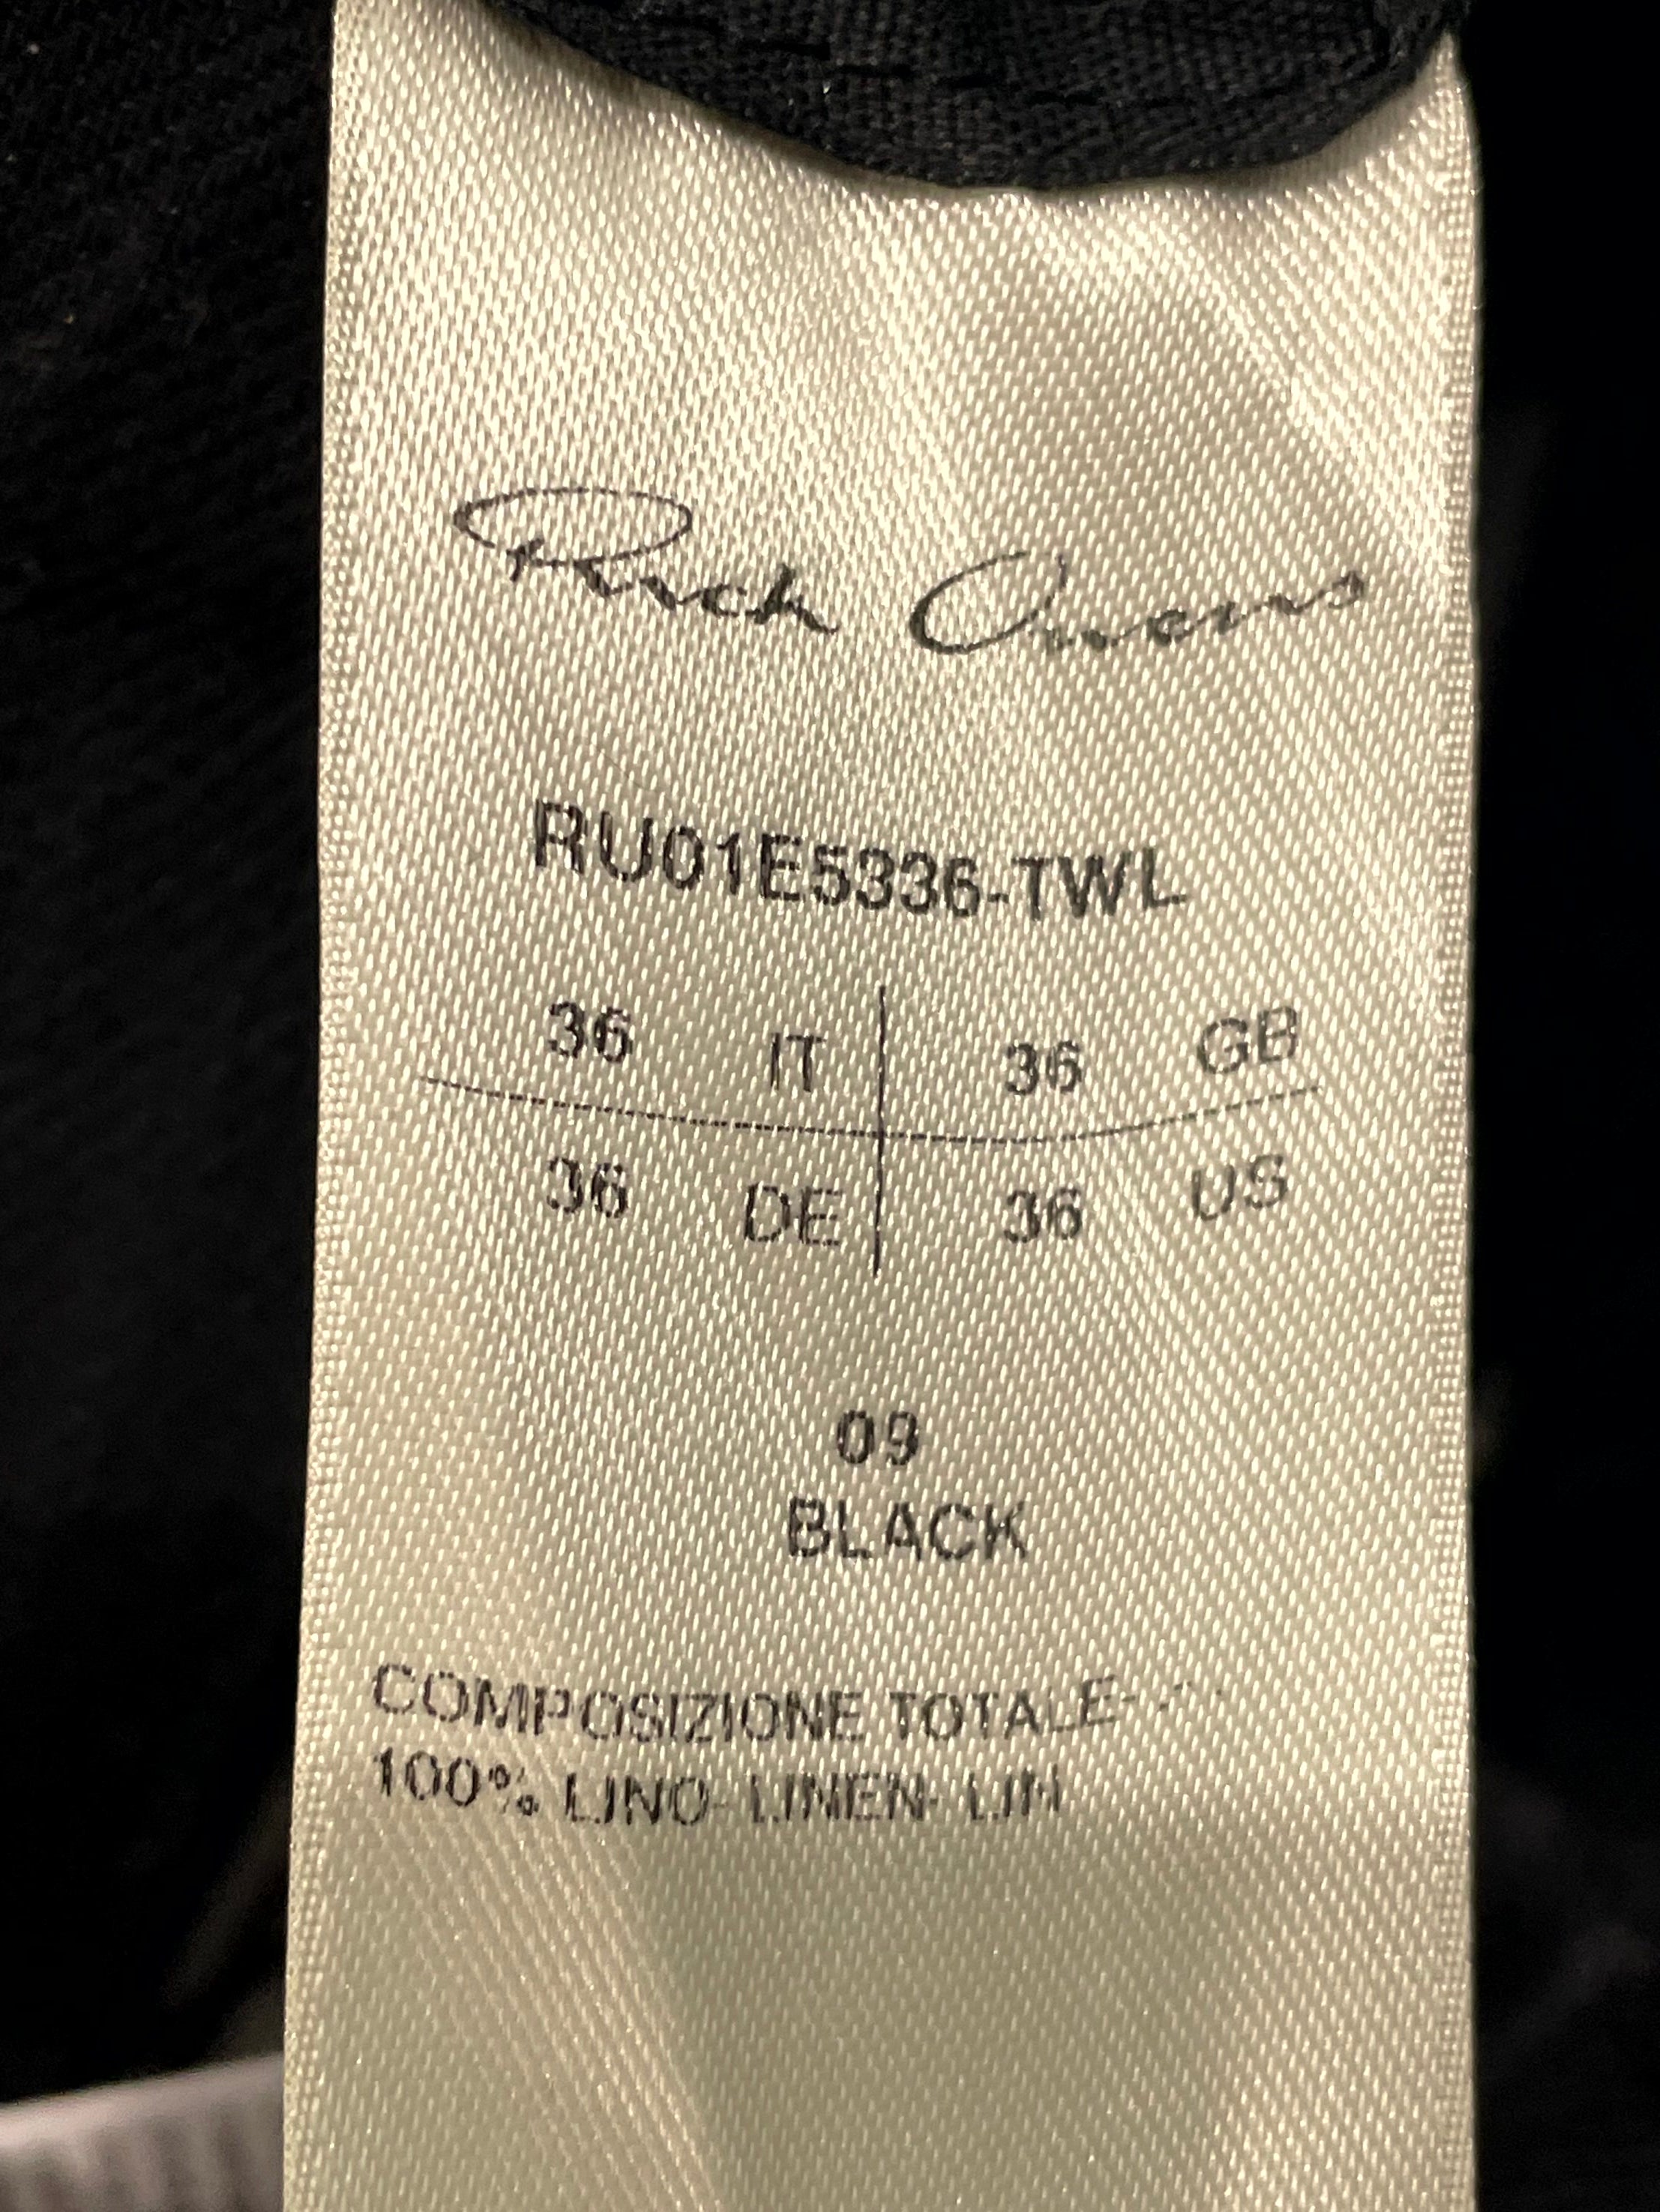 Rick Owens
RU01E5336-TWL
36 IT 36 GB
36 DE 36 US
09
BLACK
COMPOSIZIONE TOTALE-
100% LINO- LINEN- LIN